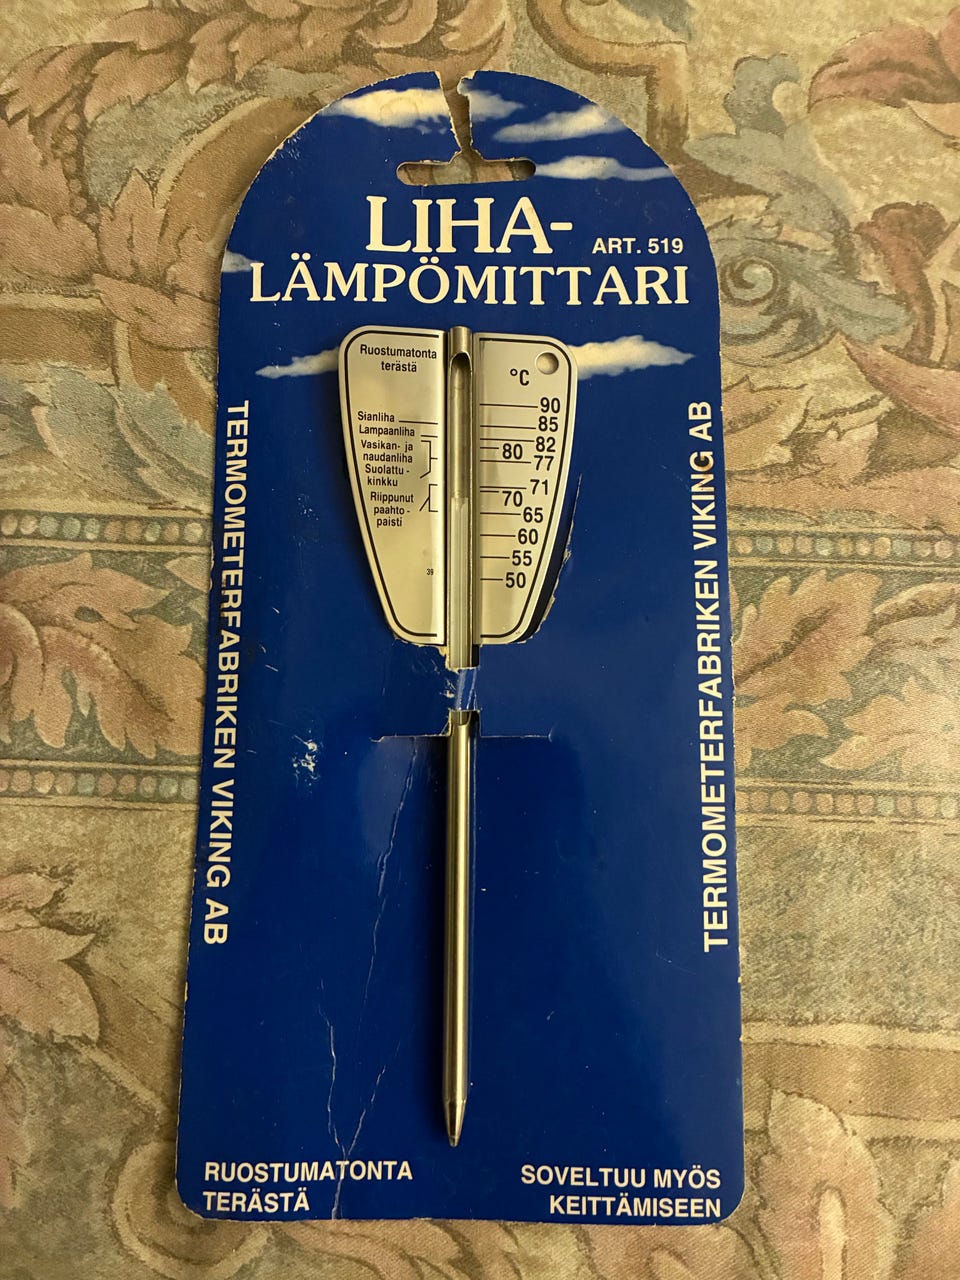 LIHA-
ART. 519
LÄMPÖMITTARI
Ruostumatonta
terästä
°C
Sianliha
Lampaanliha
Vasikan- ja
naudanliha
Suolattu-
kinkku
Riippunut
paahto-
paisti
39
90
85
82
80
77
71
70
65
60
55
50
TERMOMETERFABRIKEN VIKING AB
TERMOMETERFABRIKEN VIKING AB
RUOSTUMATONTA
TERÄSTÄ
SOVELTUU MYÖS
KEITTÄMISEEN